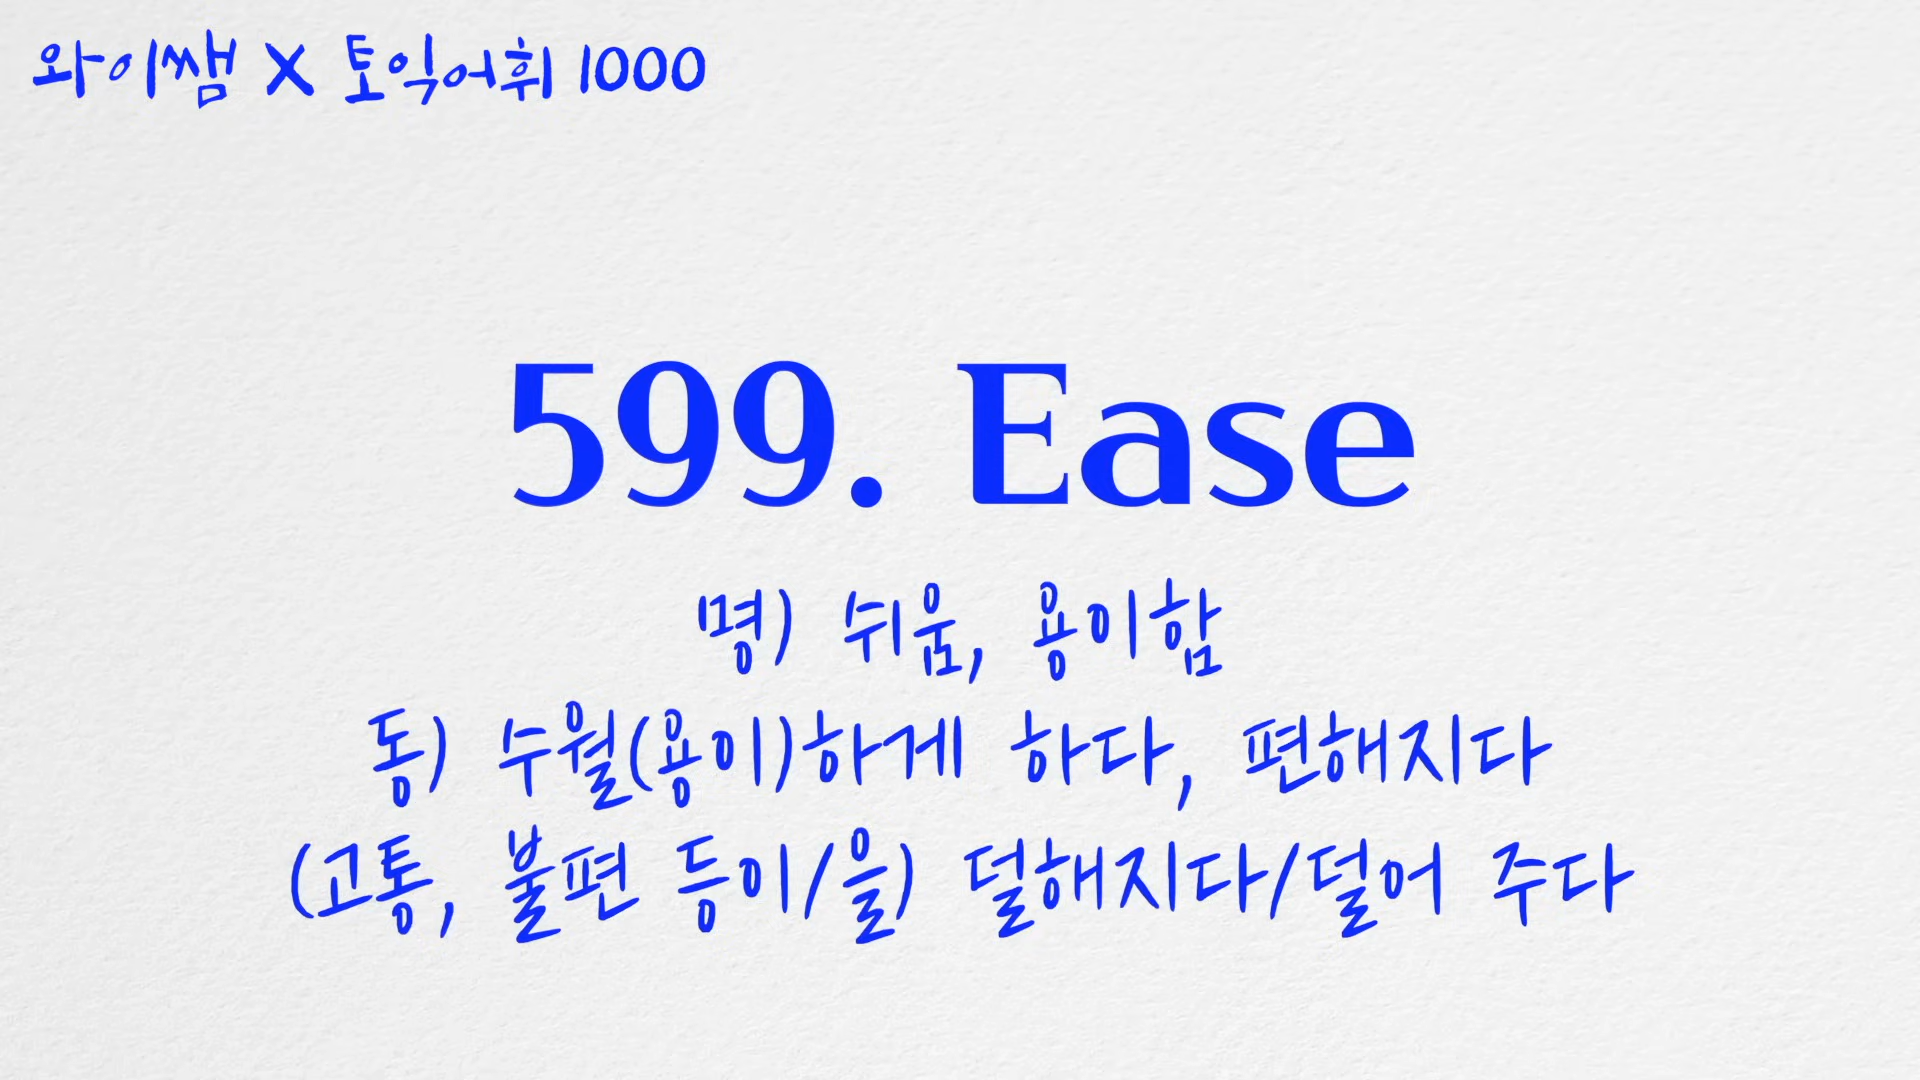 와이쌤 X 토익어휘 1000
599. Ease
명) 쉬움, 용이함
동) 수월(용이)하게 하다, 편해지다
(고통, 불편 등이/을) 덜해지다/덜어 주다